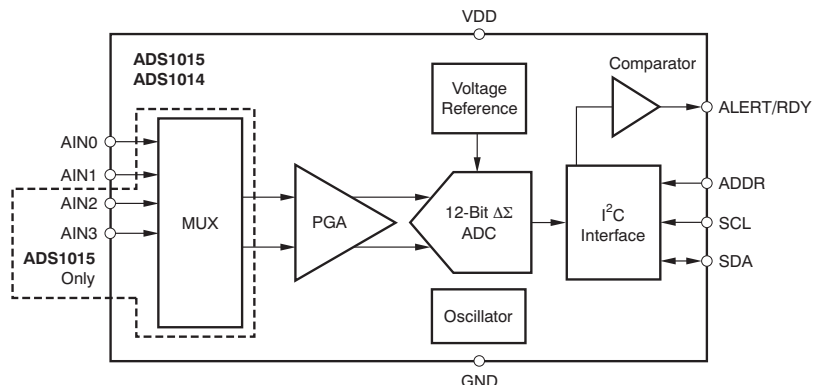 VDD
ADS1015
ADS1014
Comparator
Voltage
Reference
ALERT/RDY
AIN0
AIN1
AIN2
AIN3
ADS1015
Only
MUX
PGA
12-Bit ΔΣ
ADC
I²C
Interface
ADDR
SCL
SDA
Oscillator
GND